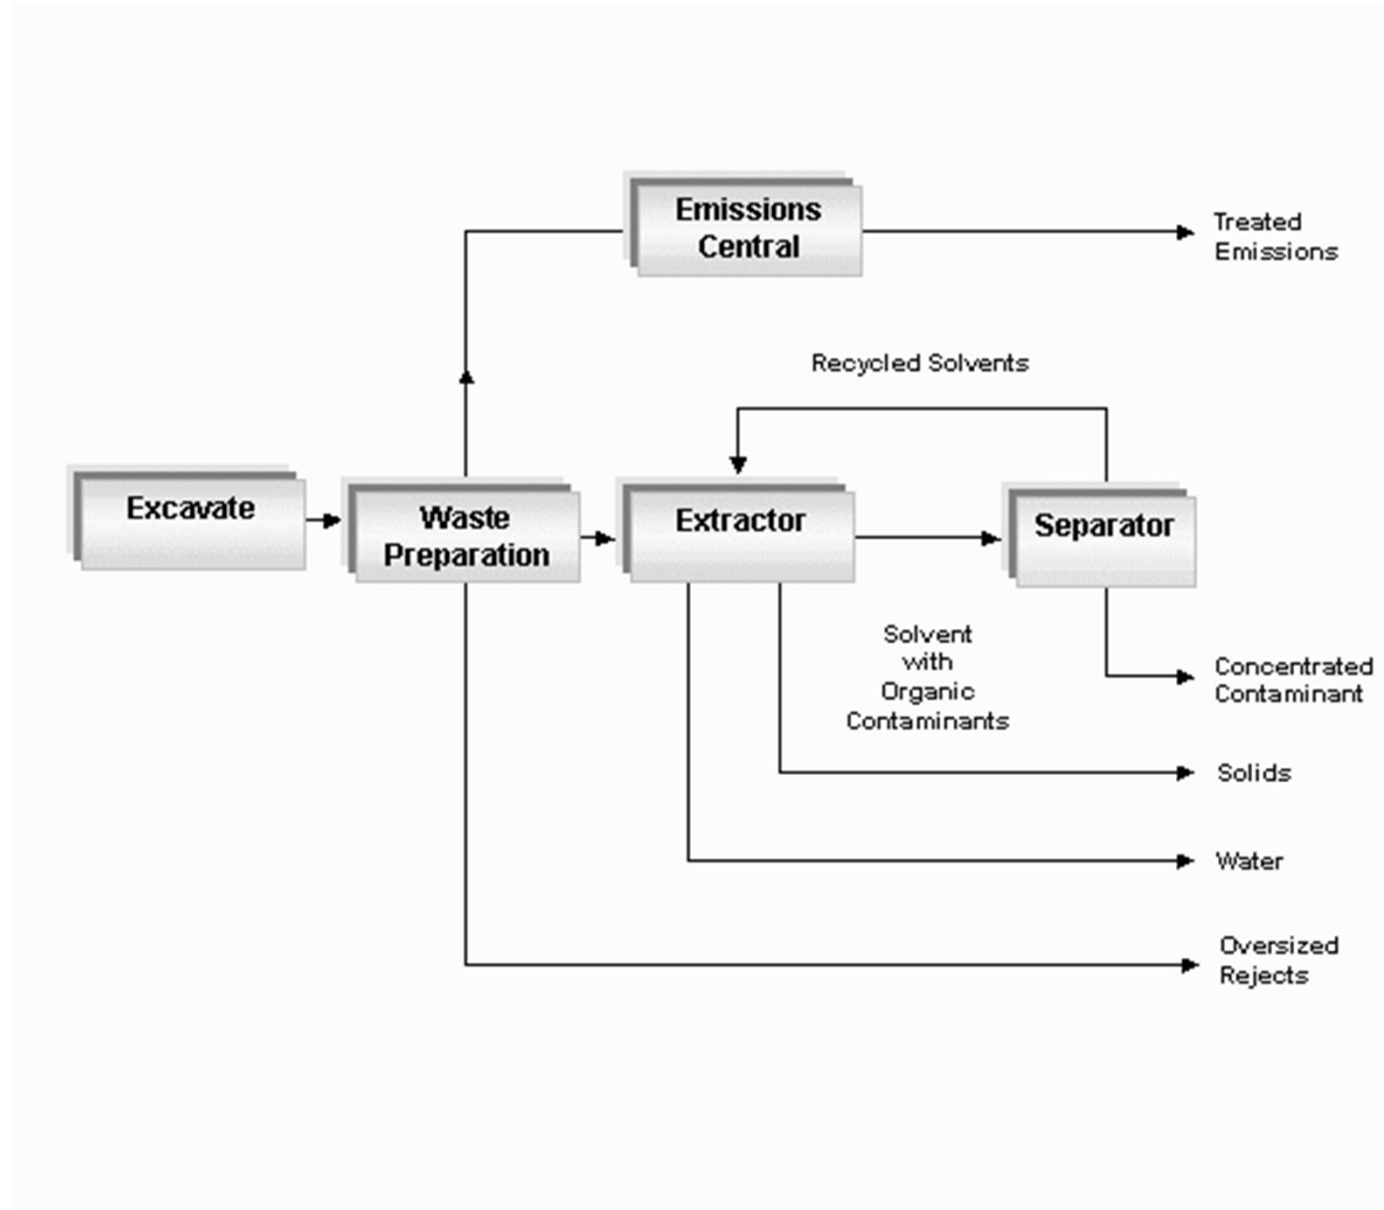 Emissions
Central
Treated
Emissions
Recycled Solvents
Excavate
Waste
Preparation
Extractor
Separator
Solvent
with
Organic
Contaminants
Concentrated
Contaminant
Solids
Water
Oversized
Rejects